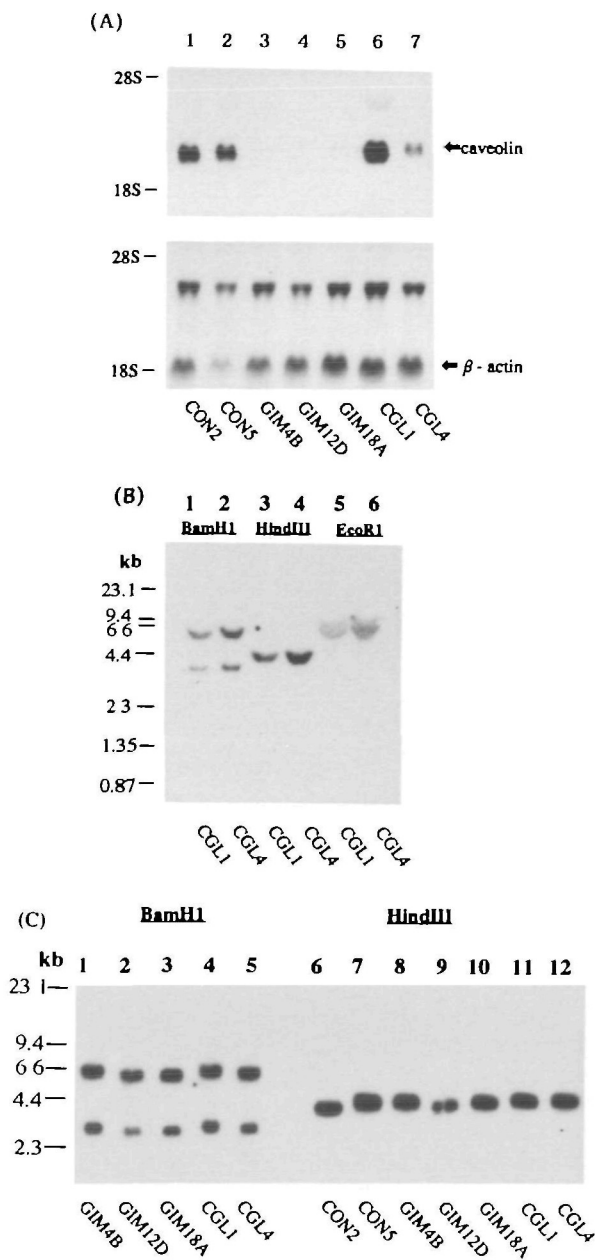 (A)
1 2 3 4 5 6 7
28S
caveolin
18S
28S
18S
β - actin
CON2 CON5 GIM4B GIM12D GIM18A CGL1 CGL4
(B)
1 2 3 4 5 6
BamH1 HindIII EcoR1
kb
23.1
9.4
6 6
4.4
2 3
1.35
0.87
CGL1 CGL4 CGL1 CGL4 CGL1 CGL4
(C)
BamH1 HindIII
kb 1 2 3 4 5 6 7 8 9 10 11 12
23 1
9.4
6 6
4.4
2.3
GIM4B GIM12D GIM18A CGL1 CGL4 CON2 CON5 GIM4B GIM12D GIM18A CGL1 CGL4